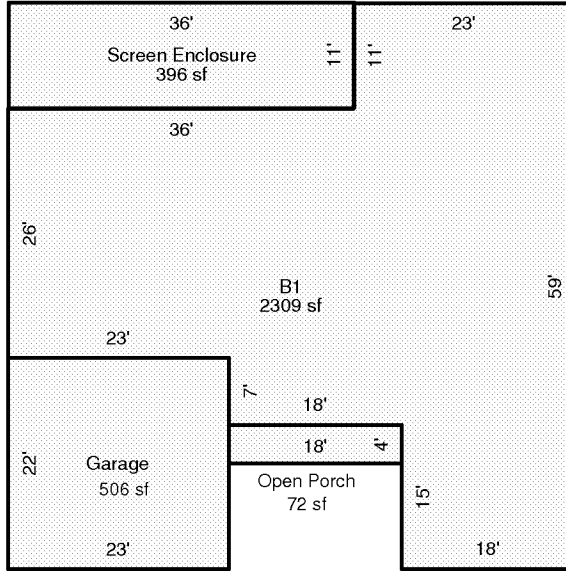 36'
23'
Screen Enclosure
396 sf
11'
11'
36'
26'
B1
2309 sf
59'
23'
7'
18'
18'
4'
22'
Garage
506 sf
Open Porch
72 sf
15'
23'
18'